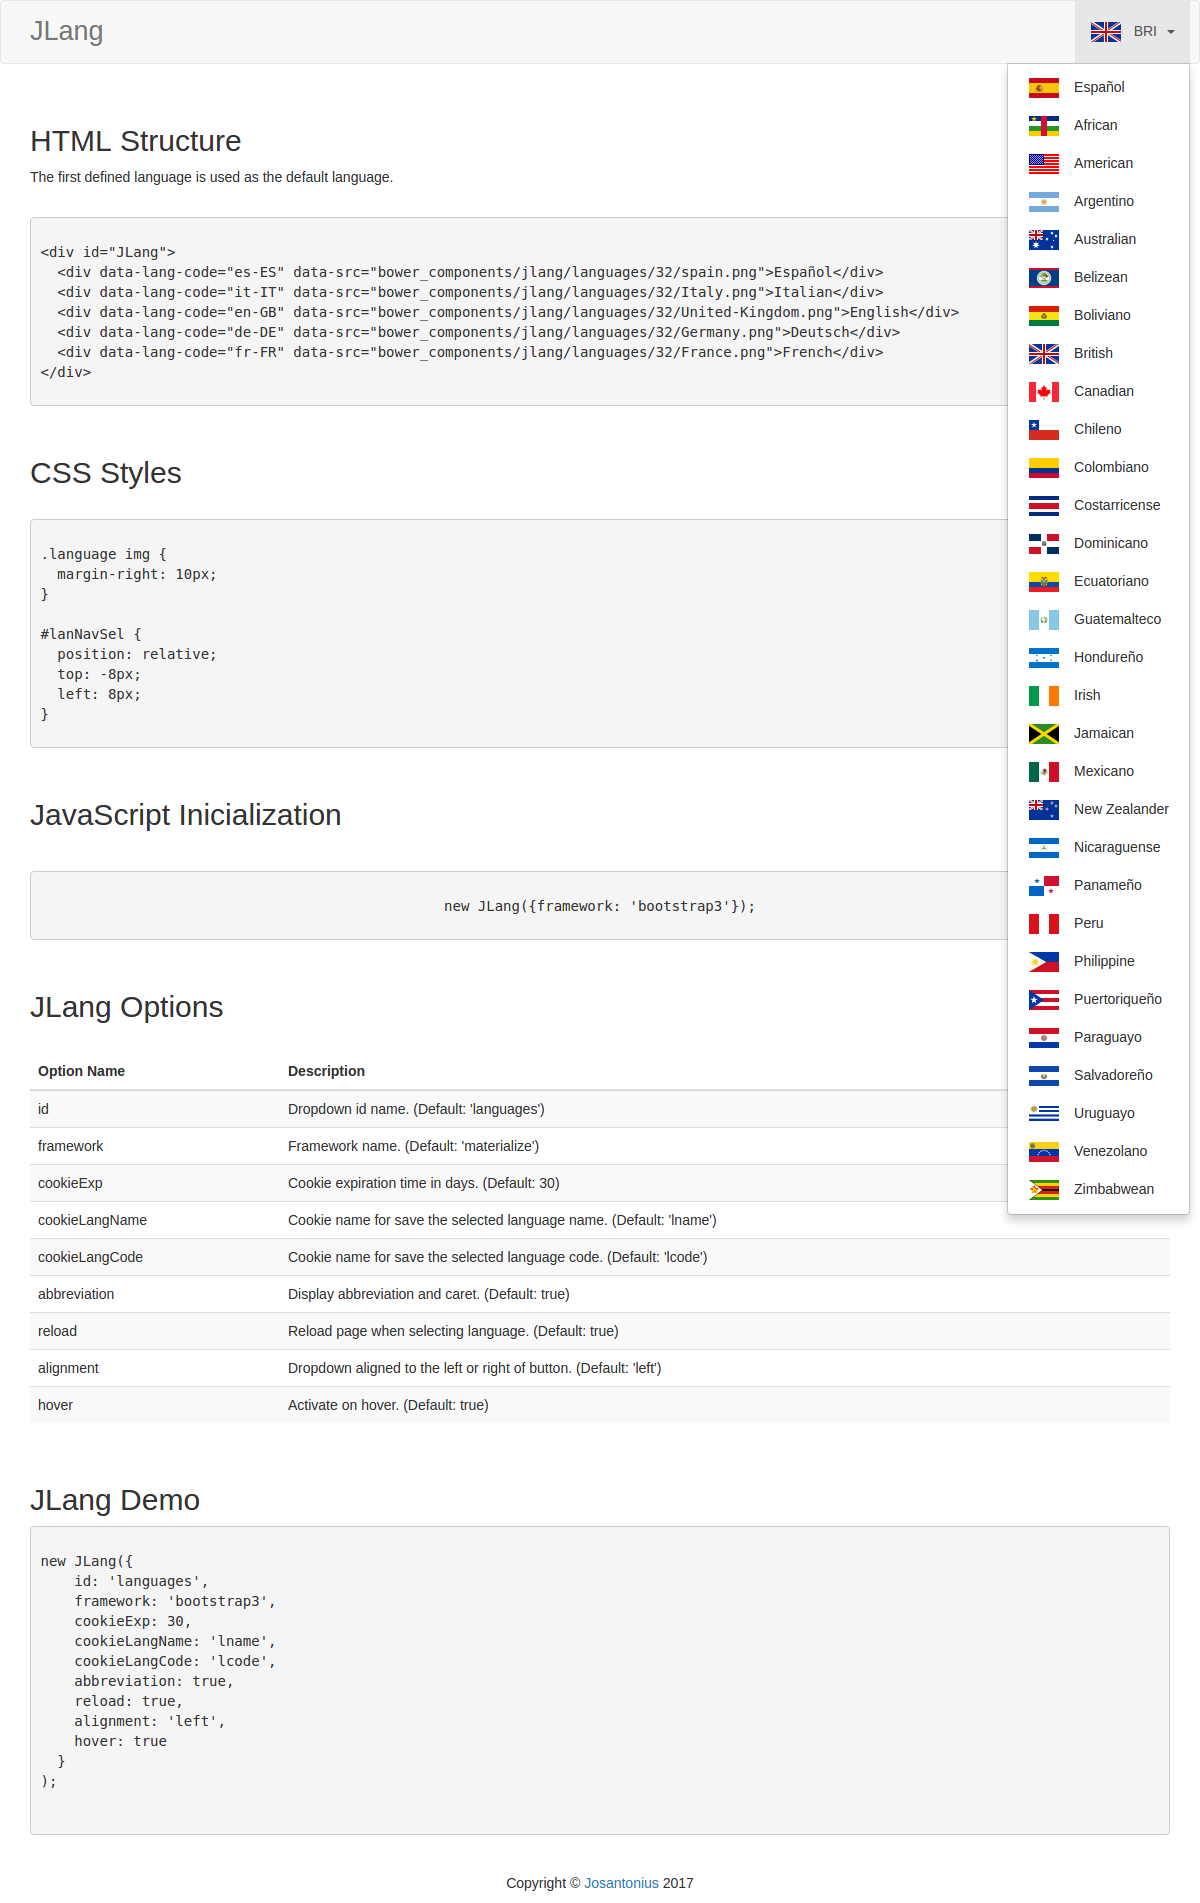 JLang
BRI
Español
African
American
Argentino
Australian
Belizean
Boliviano
British
Canadian
Chileno
Colombiano
Costarricense
Dominicano
Ecuatoriano
Guatemalteco
Hondureño
Irish
Jamaican
Mexicano
New Zealander
Nicaraguense
Panameño
Peru
Philippine
Puertoriqueño
Paraguayo
Salvadoreño
Uruguayo
Venezolano
Zimbabwean
HTML Structure
The first defined language is used as the default language.
<div id="JLang">
  <div data-lang-code="es-ES" data-src="bower_components/jlang/languages/32/spain.png">Español</div>
  <div data-lang-code="it-IT" data-src="bower_components/jlang/languages/32/Italy.png">Italian</div>
  <div data-lang-code="en-GB" data-src="bower_components/jlang/languages/32/United-Kingdom.png">English</div>
  <div data-lang-code="de-DE" data-src="bower_components/jlang/languages/32/Germany.png">Deutsch</div>
  <div data-lang-code="fr-FR" data-src="bower_components/jlang/languages/32/France.png">French</div>
</div>
CSS Styles
.language img {
  margin-right: 10px;
}
#lanNavSel {
  position: relative;
  top: -8px;
  left: 8px;
}
JavaScript Inicialization
new JLang({framework: 'bootstrap3'});
JLang Options
Option Name Description
id Dropdown id name. (Default: 'languages')
framework Framework name. (Default: 'materialize')
cookieExp Cookie expiration time in days. (Default: 30)
cookieLangName Cookie name for save the selected language name. (Default: 'lname')
cookieLangCode Cookie name for save the selected language code. (Default: 'lcode')
abbreviation Display abbreviation and caret. (Default: true)
reload Reload page when selecting language. (Default: true)
alignment Dropdown aligned to the left or right of button. (Default: 'left')
hover Activate on hover. (Default: true)
JLang Demo
new JLang({
    id: 'languages',
    framework: 'bootstrap3',
    cookieExp: 30,
    cookieLangName: 'lname',
    cookieLangCode: 'lcode',
    abbreviation: true,
    reload: true,
    alignment: 'left',
    hover: true
  }
);
Copyright © Josantonius 2017